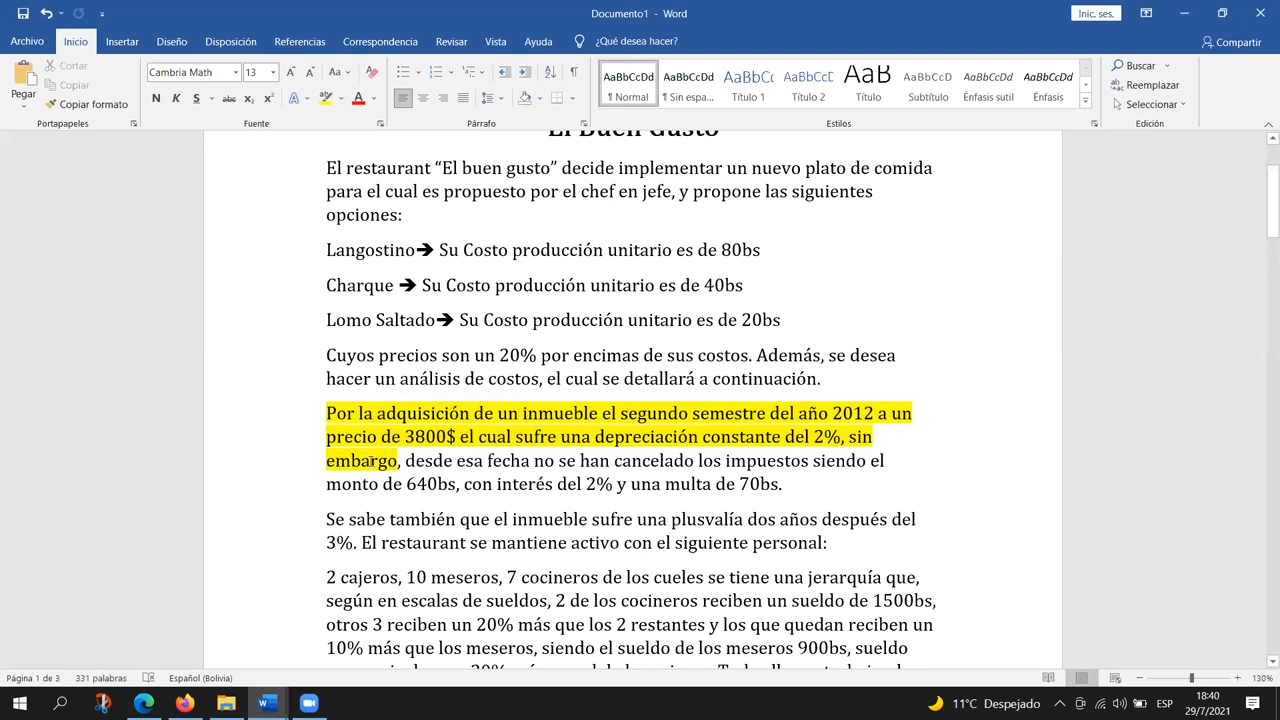 Documento1 - Word
Inic. ses.
Archivo Inicio Insertar Diseño Disposición Referencias Correspondencia Revisar Vista Ayuda ¿Qué desea hacer? Compartir
Pegar
Cortar
Copiar
Copiar formato
Portapapeles
Cambria Math 13
Fuente
Párrafo
AaBbCcDd AaBbCcDd AaBbCc AaBbCcD AaB AaBbCcD AaBbCcDd AaBbCcDd
¶ Normal ¶ Sin espa... Título 1 Título 2 Título Subtítulo Énfasis sutil Énfasis
Estilos
Buscar
Reemplazar
Seleccionar
Edición
El Buen Gusto
El restaurant “El buen gusto” decide implementar un nuevo plato de comida
para el cual es propuesto por el chef en jefe, y propone las siguientes
opciones:
Langostino➔ Su Costo producción unitario es de 80bs
Charque ➔ Su Costo producción unitario es de 40bs
Lomo Saltado➔ Su Costo producción unitario es de 20bs
Cuyos precios son un 20% por encimas de sus costos. Además, se desea
hacer un análisis de costos, el cual se detallará a continuación.
Por la adquisición de un inmueble el segundo semestre del año 2012 a un
precio de 3800$ el cual sufre una depreciación constante del 2%, sin
embargo, desde esa fecha no se han cancelado los impuestos siendo el
monto de 640bs, con interés del 2% y una multa de 70bs.
Se sabe también que el inmueble sufre una plusvalía dos años después del
3%. El restaurant se mantiene activo con el siguiente personal:
2 cajeros, 10 meseros, 7 cocineros de los cueles se tiene una jerarquía que,
según en escalas de sueldos, 2 de los cocineros reciben un sueldo de 1500bs,
otros 3 reciben un 20% más que los 2 restantes y los que quedan reciben un
10% más que los meseros, siendo el sueldo de los meseros 900bs, sueldo
Página 1 de 3 331 palabras Español (Bolivia) 130%
11°C Despejado ESP 18:40
29/7/2021